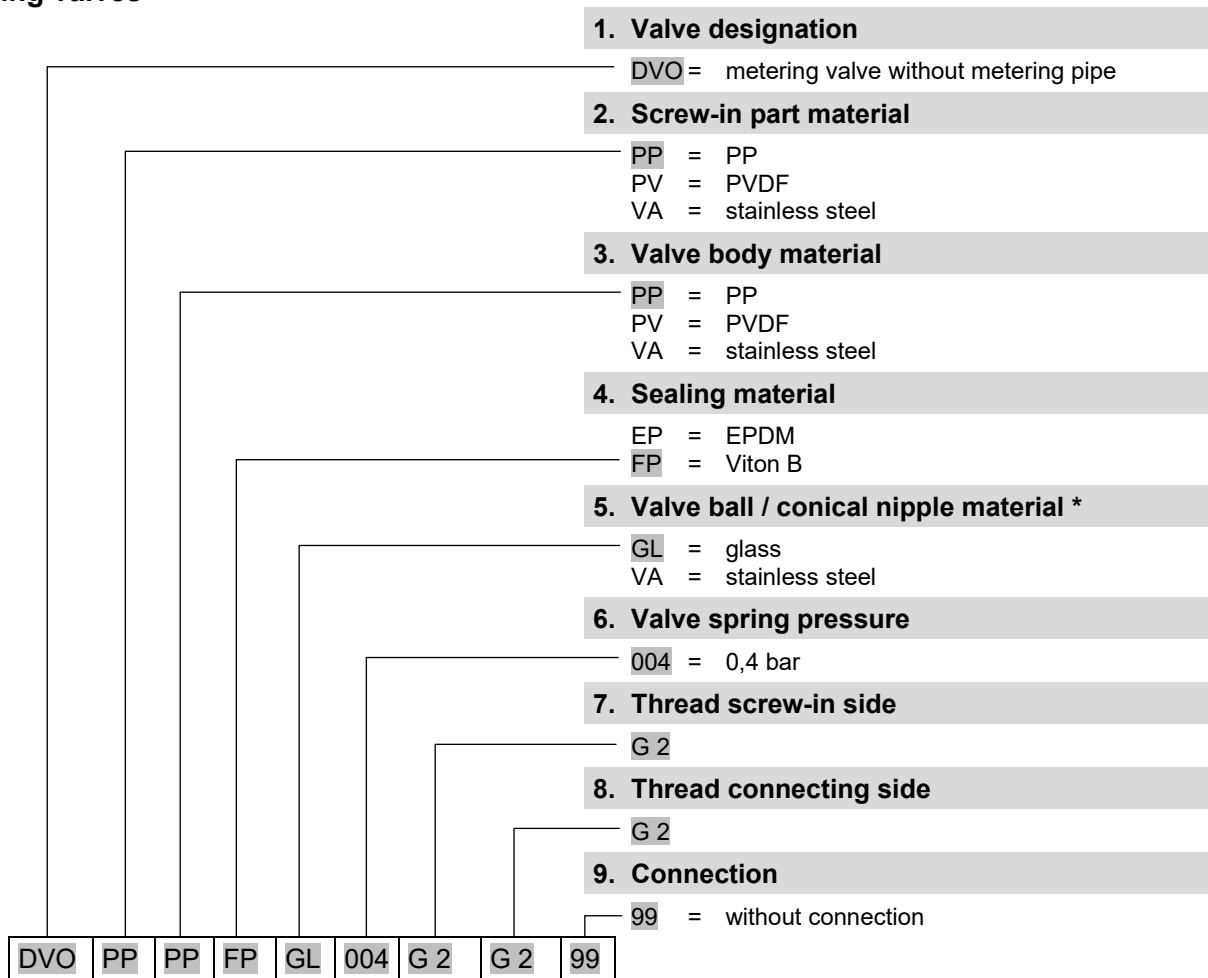 1. Valve designation
DVO = metering valve without metering pipe
2. Screw-in part material
PP = PP
PV = PVDF
VA = stainless steel
3. Valve body material
PP = PP
PV = PVDF
VA = stainless steel
4. Sealing material
EP = EPDM
FP = Viton B
5. Valve ball / conical nipple material *
GL = glass
VA = stainless steel
6. Valve spring pressure
004 = 0,4 bar
7. Thread screw-in side
G 2
8. Thread connecting side
G 2
9. Connection
99 = without connection
DVO PP PP FP GL 004 G 2 G 2 99